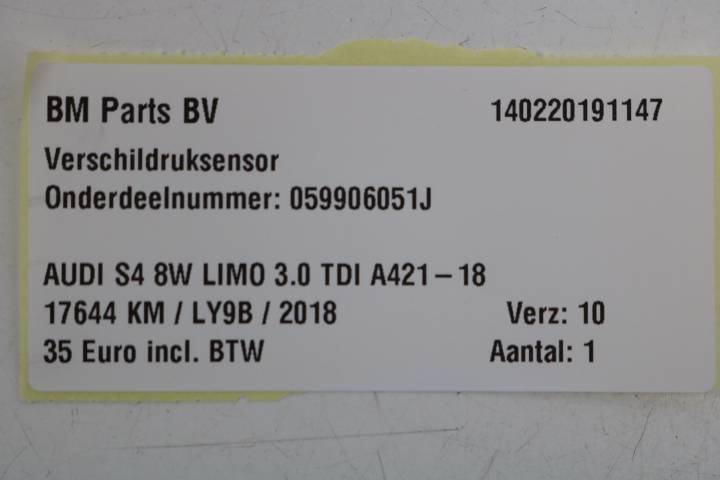 BM Parts BV 140220191147
Verschildruksensor
Onderdeelnummer: 059906051J
AUDI S4 8W LIMO 3.0 TDI A421-18
17644 KM / LY9B / 2018 Verz: 10
35 Euro incl. BTW Aantal: 1